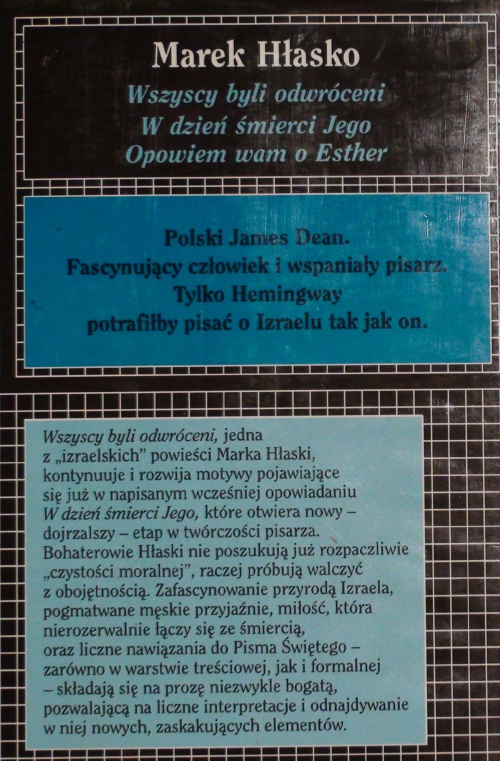 Marek Hłasko
Wszyscy byli odwróceni
W dzień śmierci Jego
Opowiem wam o Esther
Polski James Dean.
Fascynujący człowiek i wspaniały pisarz.
Tylko Hemingway
potrafiłby pisać o Izraelu tak jak on.
Wszyscy byli odwróceni, jedna
z „izraelskich” powieści Marka Hłaski,
kontynuuje i rozwija motywy pojawiające
się już w napisanym wcześniej opowiadaniu
W dzień śmierci Jego, które otwiera nowy –
dojrzalszy – etap w twórczości pisarza.
Bohaterowie Hłaski nie poszukują już rozpaczliwie
„czystości moralnej”, raczej próbują walczyć
z obojętnością. Zafascynowanie przyrodą Izraela,
pogmatwane męskie przyjaźnie, miłość, która
nierozerwalnie łączy się ze śmiercią,
oraz liczne nawiązania do Pisma Świętego –
zarówno w warstwie treściowej, jak i formalnej
– składają się na prozę niezwykle bogatą,
pozwalającą na liczne interpretacje i odnajdywanie
w niej nowych, zaskakujących elementów.